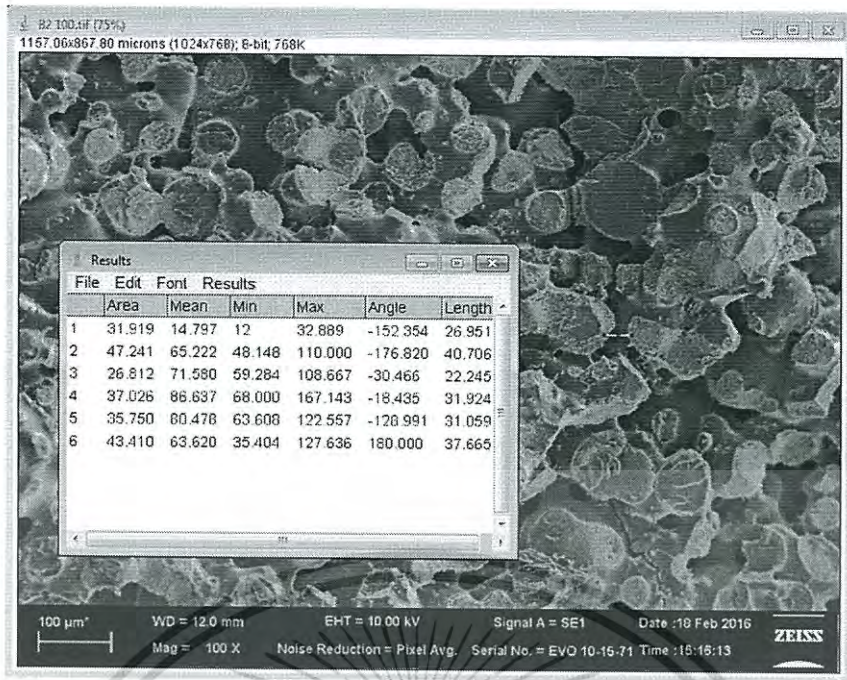 B2 100.tif (75%)
1157.06x867.80 microns (1024x768); 8-bit; 768K
Results
File Edit Font Results
Area Mean Min Max Angle Length
1 31.919 14.797 12 32.889 -152.354 26.951
2 47.241 65.222 48.148 110.000 -176.820 40.706
3 26.812 71.580 59.284 108.667 -30.466 22.245
4 37.026 86.637 68.000 167.143 -18.435 31.924
5 35.750 80.478 63.608 122.557 -128.991 31.059
6 43.410 63.620 35.404 127.636 180.000 37.665
100 µm* WD = 12.0 mm EHT = 10.00 kV Signal A = SE1 Date :18 Feb 2016
Mag = 100 X Noise Reduction = Pixel Avg. Serial No. = EVO 10-15-71 Time :15:16:13
ZEISS